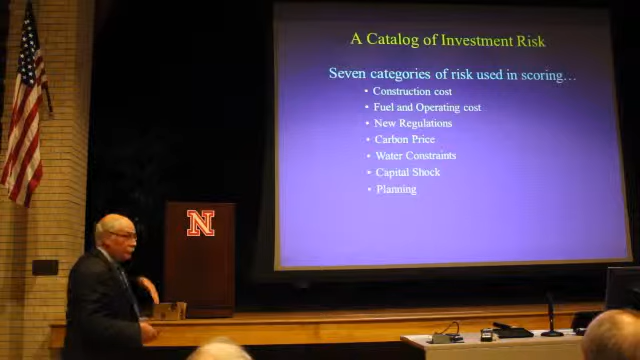 A Catalog of Investment Risk
Seven categories of risk used in scoring…
• Construction cost
• Fuel and Operating cost
• New Regulations
• Carbon Price
• Water Constraints
• Capital Shock
• Planning
N